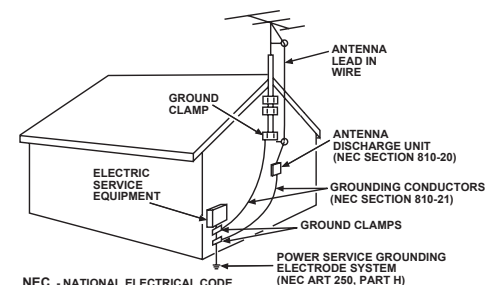 ANTENNA
LEAD IN
WIRE
GROUND
CLAMP
ANTENNA
DISCHARGE UNIT
(NEC SECTION 810-20)
ELECTRIC
SERVICE
EQUIPMENT
GROUNDING CONDUCTORS
(NEC SECTION 810-21)
GROUND CLAMPS
POWER SERVICE GROUNDING
ELECTRODE SYSTEM
(NEC ART 250, PART H)
NEC - NATIONAL ELECTRICAL CODE